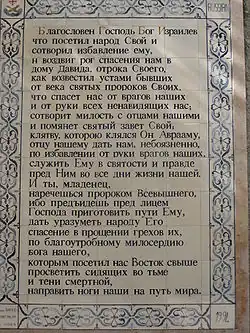 RUSSIAN
Благословен Господь Бог Израилев
что посетил народ Свой и
сотворил избавление ему,
и воздвиг рог спасения нам в
дому Давида, отрока Своего,
как возвестил устами бывших
от века святых пророков Своих,
что спасет нас от врагов наших
и от руки всех ненавидящих нас;
сотворит милость с отцами нашими
и помянет святый завет Свой,
клятву которою клялся Он Аврааму,
отцу нашему дать нам, небоязненно,
по избавлении от руки врагов наших,
служить Ему в святости и правде
пред Ним во все дни жизни нашей.
И ты, младенец,
наречешься пророком Всевышнего,
ибо предъидешь пред лицем
Господа приготовить пути Ему,
дать уразуметь народу Его
спасение в прощении грехов их,
по благоутробному милосердию
Бога нашего,
которым посетил нас Восток свыше
просветить сидящих во тьме
и тени смертной,
направить ноги наши на путь мира.